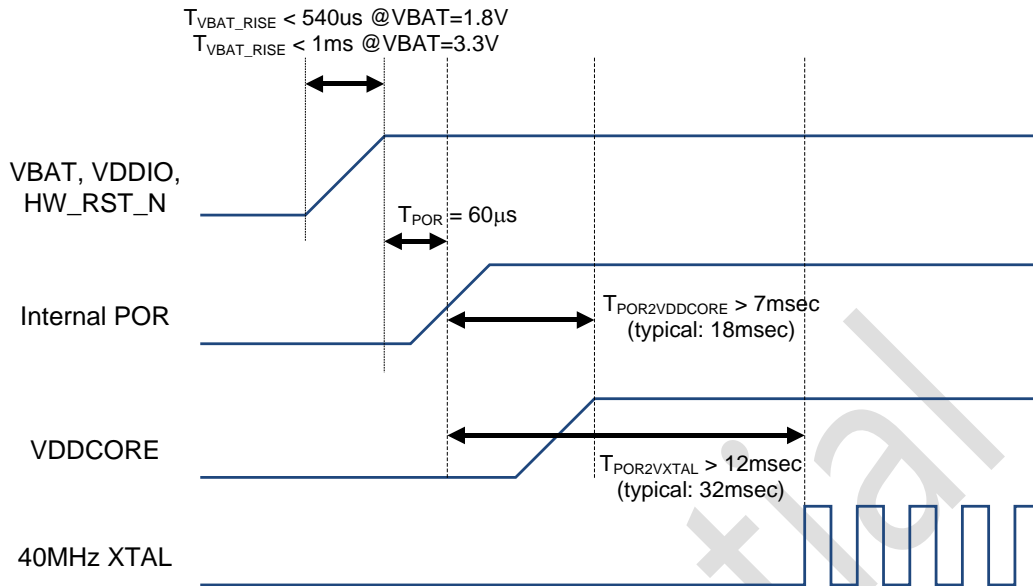 TVBAT_RISE < 540us @VBAT=1.8V
TVBAT_RISE < 1ms @VBAT=3.3V
VBAT, VDDIO,
HW_RST_N
TPOR = 60µs
Internal POR
TPOR2VDDCORE > 7msec
(typical: 18msec)
VDDCORE
TPOR2VXTAL > 12msec
(typical: 32msec)
40MHz XTAL
tial